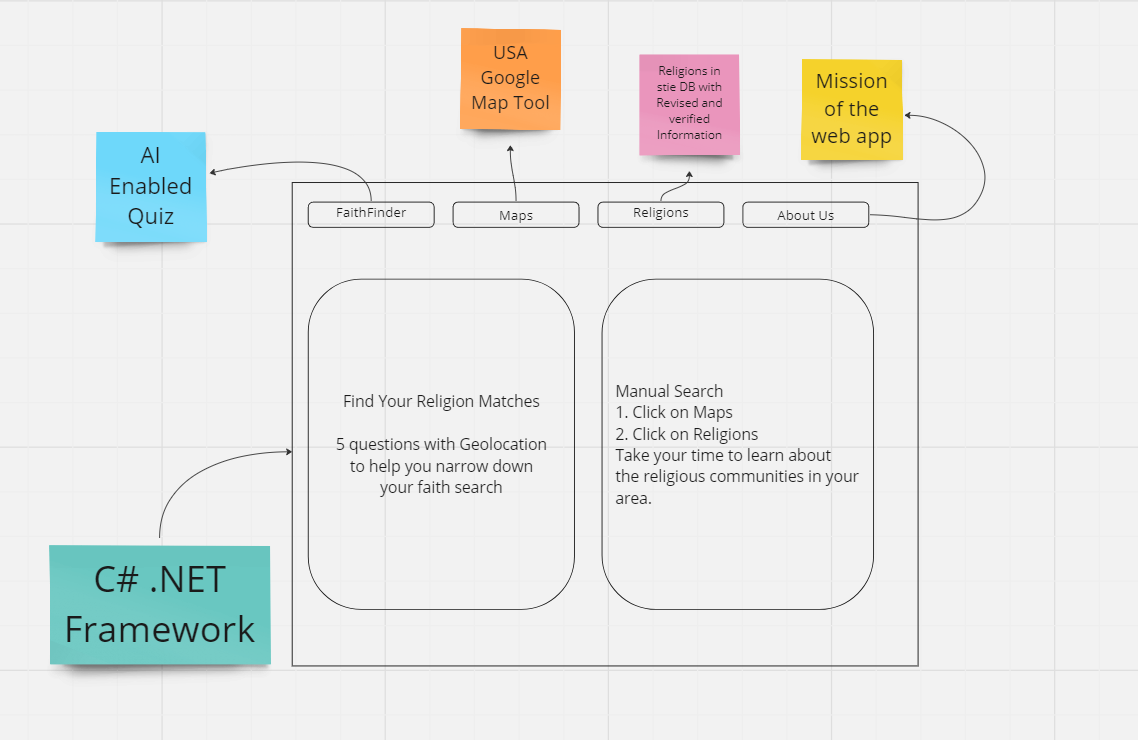 USA
Google
Map Tool
Religions in
stie DB with
Revised and
verified
Information
Mission
of the
web app
AI
Enabled
Quiz
FaithFinder
Maps
Religions
About Us
Find Your Religion Matches
5 questions with Geolocation
to help you narrow down
your faith search
Manual Search
1. Click on Maps
2. Click on Religions
Take your time to learn about
the religious communities in your
area.
C# .NET
Framework